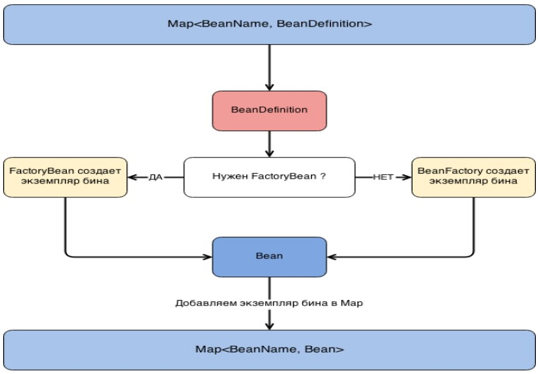 Map<BeanName, BeanDefinition>
BeanDefinition
FactoryBean создает
экземпляр бина
ДА
Нужен FactoryBean ?
НЕТ
BeanFactory создает
экземпляр бина
Bean
Добавляем экземпляр бина в Map
Map<BeanName, Bean>